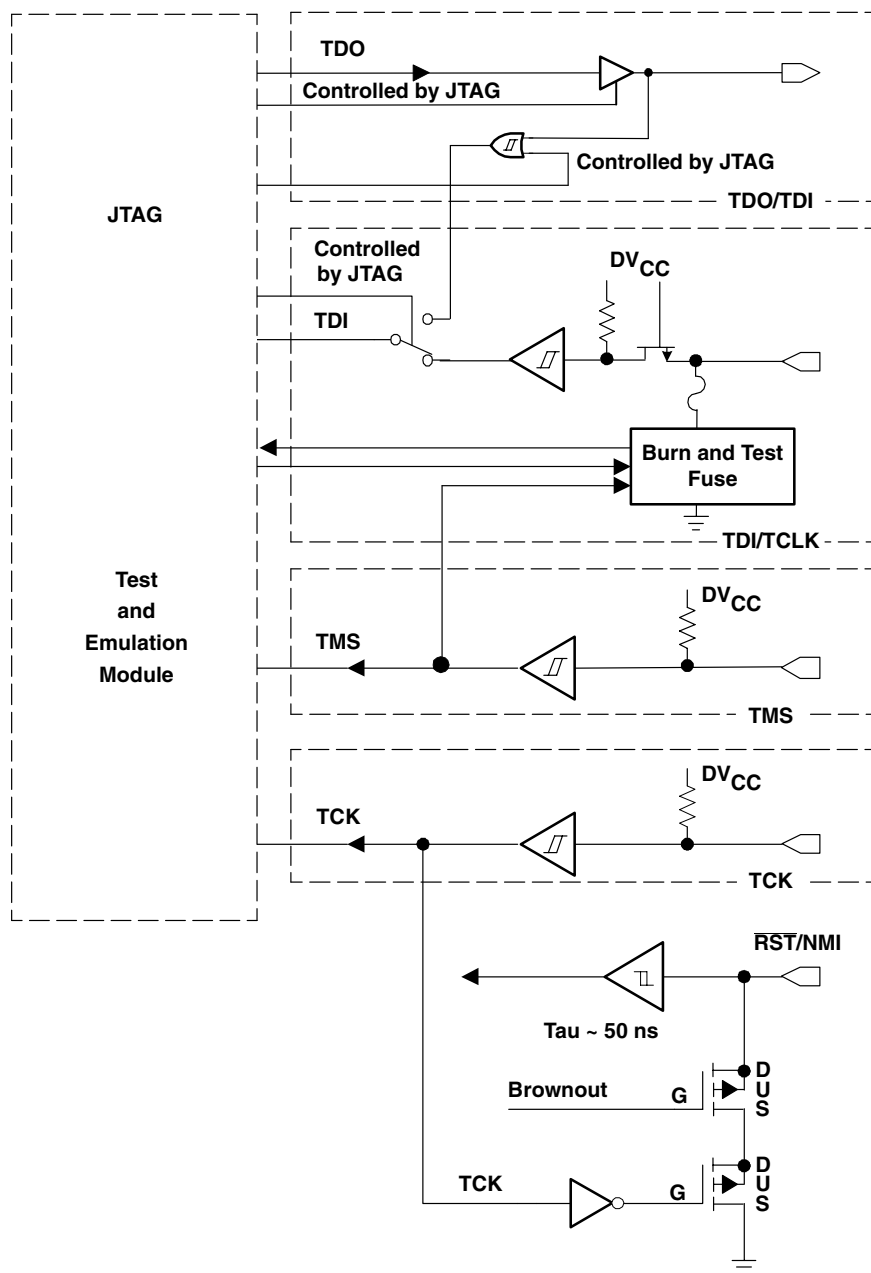 TDO
Controlled by JTAG
Controlled by JTAG
TDO/TDI
JTAG
Controlled
by JTAG
DVCC
TDI
Burn and Test
Fuse
TDI/TCLK
Test
and
Emulation
Module
DVCC
TMS
TMS
DVCC
TCK
TCK
RST/NMI
Tau ~ 50 ns
D
U
S
Brownout
G
D
U
S
TCK
G